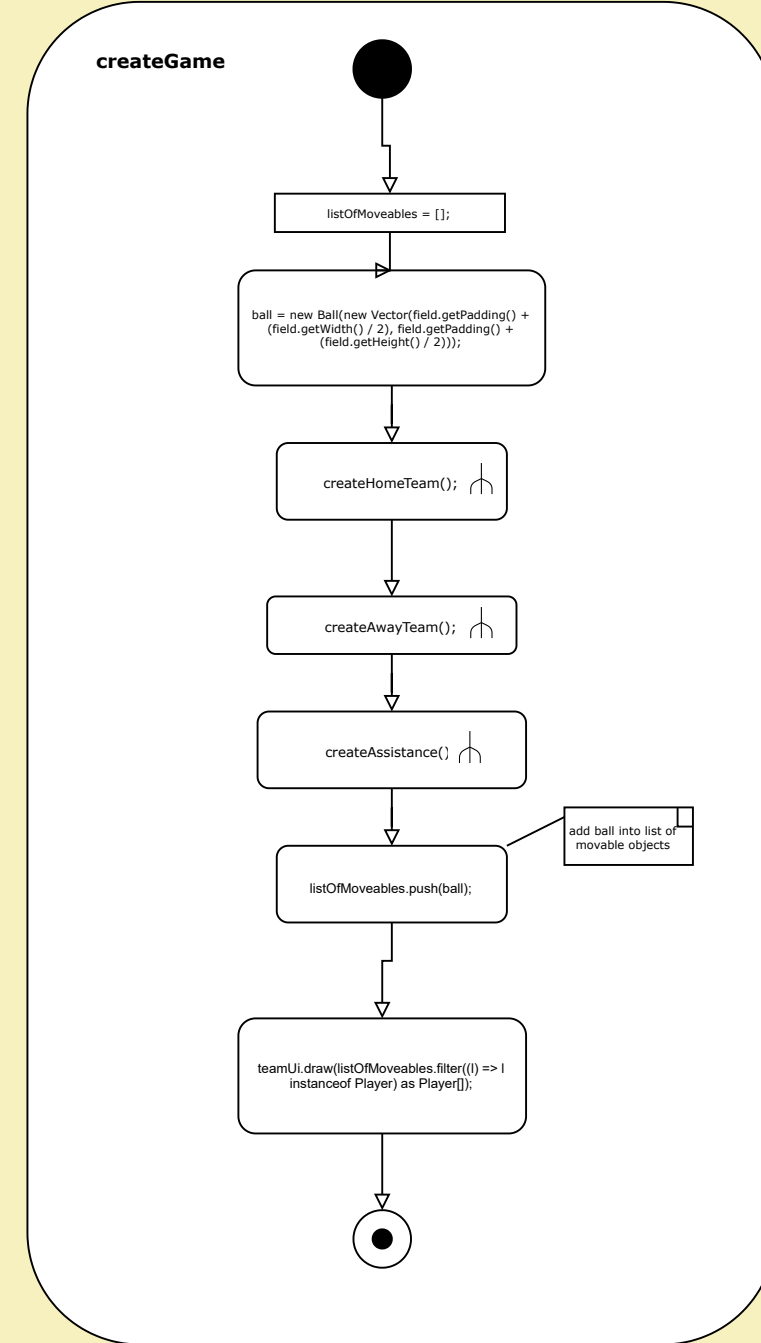 createGame
listOfMoveables = [];
ball = new Ball(new Vector(field.getPadding() +
(field.getWidth() / 2), field.getPadding() +
(field.getHeight() / 2)));
createHomeTeam();
createAwayTeam();
createAssistance()
add ball into list of
movable objects
listOfMoveables.push(ball);
teamUi.draw(listOfMoveables.filter((l) => l
instanceof Player) as Player[]);